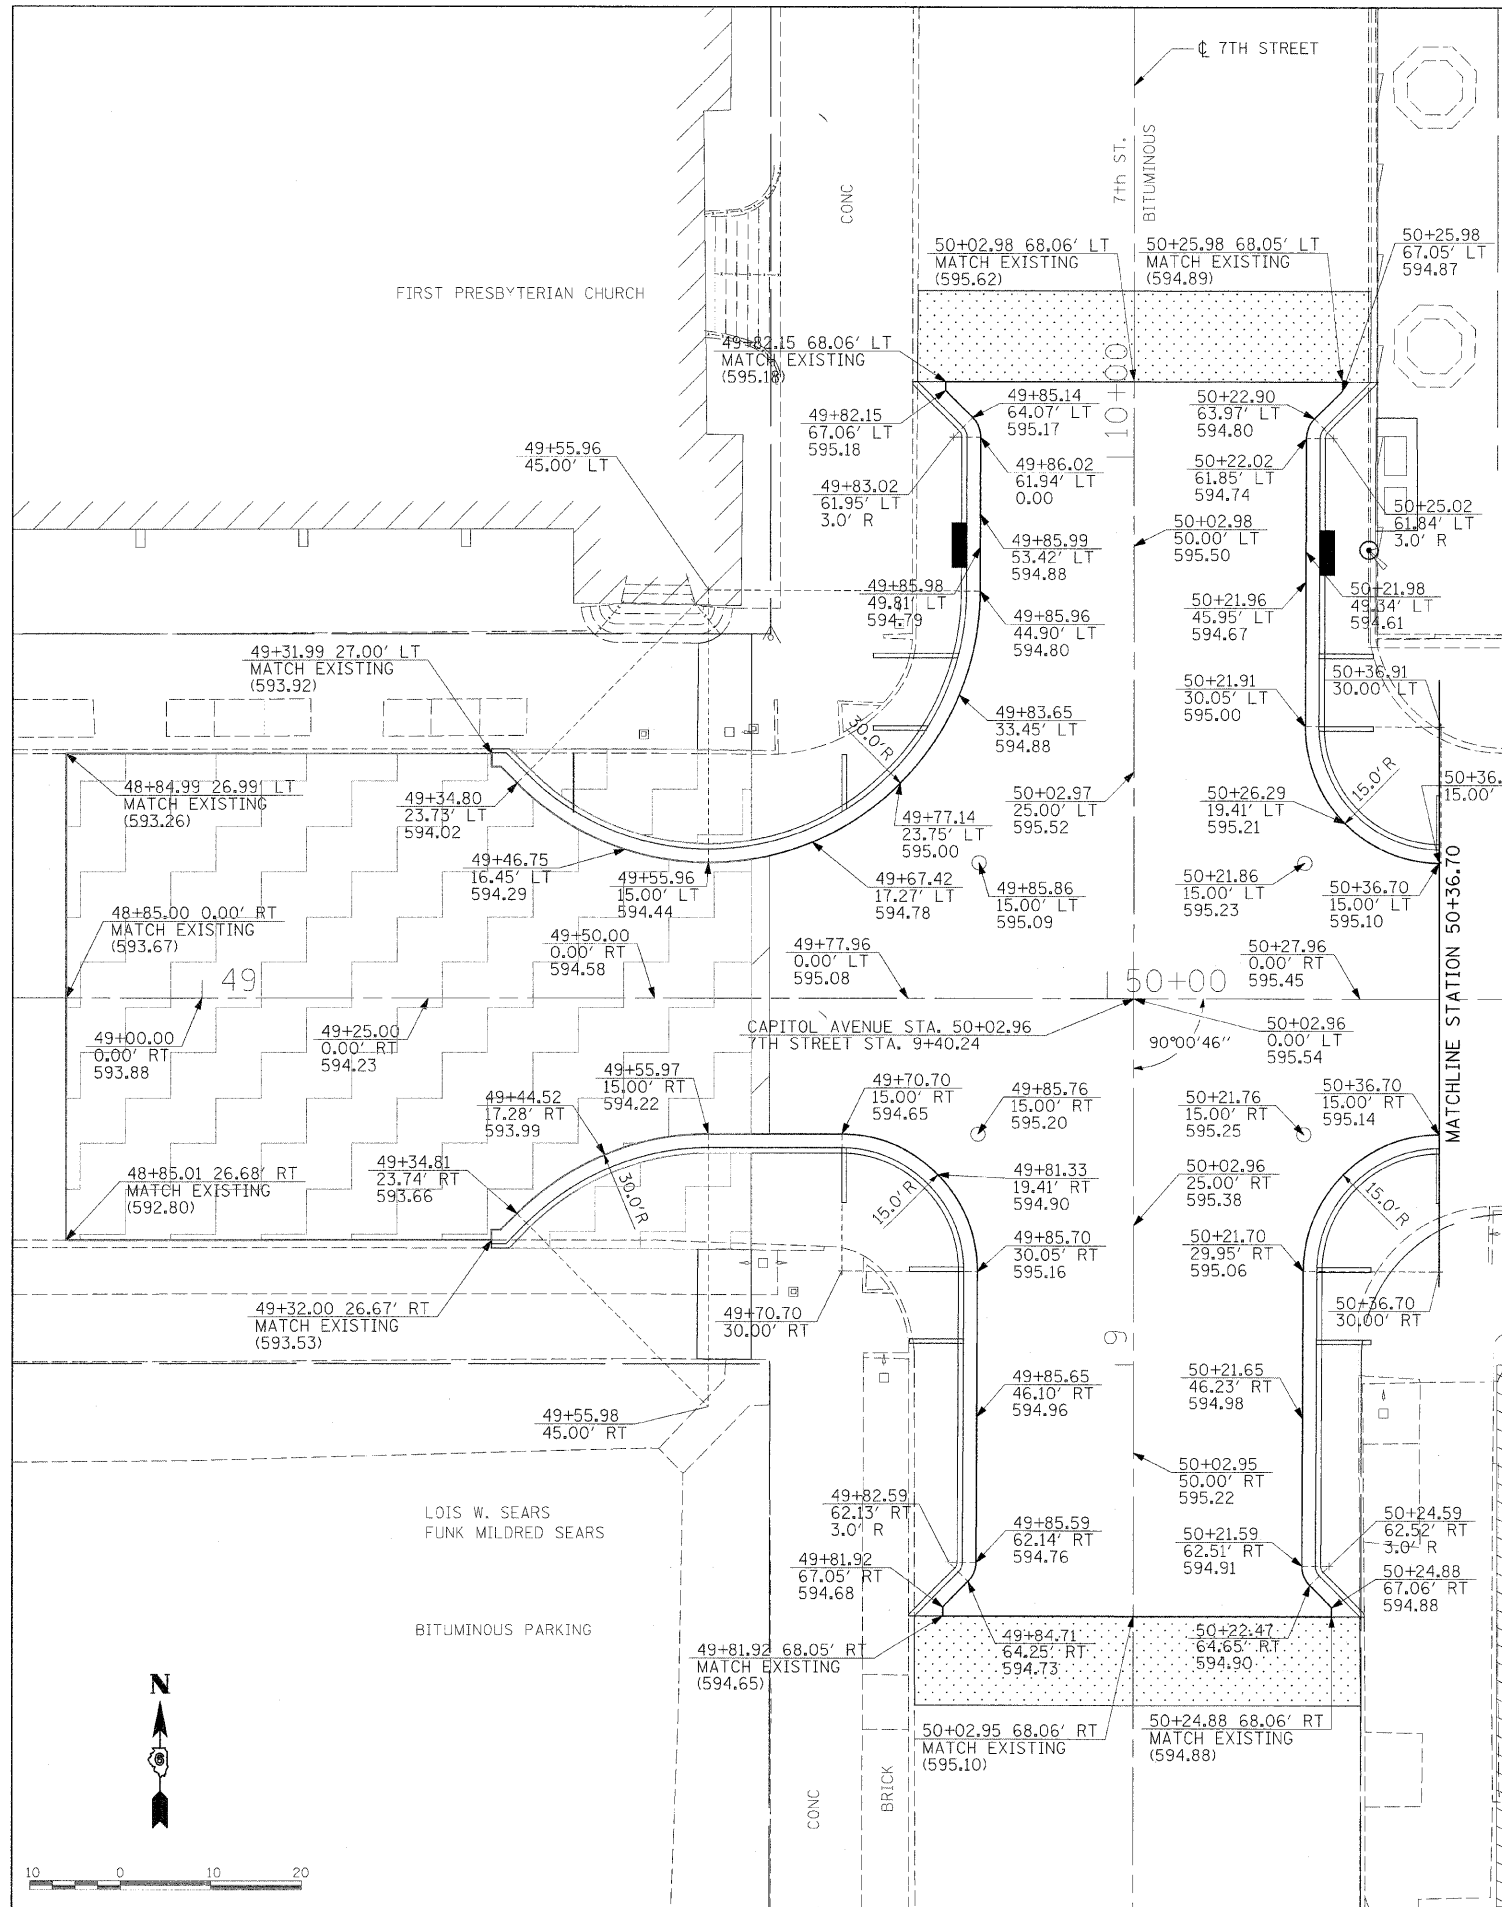 ℄ 7TH STREET
7th ST.
BITUMINOUS
CONC
50+02.98 68.06' LT
MATCH EXISTING
(595.62)
50+25.98 68.05' LT
MATCH EXISTING
(594.89)
50+25.98
67.05' LT
594.87
FIRST PRESBYTERIAN CHURCH
49+82.15 68.06' LT
MATCH EXISTING
(595.18)
10+00
49+85.14
64.07' LT
595.17
50+22.90
63.97' LT
594.80
49+82.15
67.06' LT
595.18
49+55.96
45.00' LT
49+86.02
61.94' LT
0.00
50+22.02
61.85' LT
594.74
49+83.02
61.95' LT
3.0' R
50+25.02
61.84' LT
3.0' R
50+02.98
50.00' LT
595.50
49+85.99
53.42' LT
594.88
49+85.98
49.81' LT
594.79
50+21.98
49.34' LT
594.61
50+21.96
45.95' LT
594.67
49+85.96
44.90' LT
594.80
49+31.99 27.00' LT
MATCH EXISTING
(593.92)
50+36.91
30.00' LT
50+21.91
30.05' LT
595.00
49+83.65
33.45' LT
594.88
30.0'R
15.0'R
48+84.99 26.99' LT
MATCH EXISTING
(593.26)
49+34.80
23.73' LT
594.02
50+02.97
25.00' LT
595.52
50+26.29
19.41' LT
595.21
50+36.
15.00'
49+77.14
23.75' LT
595.00
49+46.75
16.45' LT
594.29
49+55.96
15.00' LT
594.44
49+67.42
17.27' LT
594.78
49+85.86
15.00' LT
595.09
50+21.86
15.00' LT
595.23
50+36.70
15.00' LT
595.10
MATCHLINE STATION 50+36.70
48+85.00 0.00' RT
MATCH EXISTING
(593.67)
49+50.00
0.00' RT
594.58
49+77.96
0.00' LT
595.08
50+27.96
0.00' RT
595.45
49
50+00
49+00.00
0.00' RT
593.88
49+25.00
0.00' RT
594.23
CAPITOL AVENUE STA. 50+02.96
7TH STREET STA. 9+40.24
90°00'46"
50+02.96
0.00' LT
595.54
49+55.97
15.00' RT
594.22
49+70.70
15.00' RT
594.65
49+85.76
15.00' RT
595.20
50+21.76
15.00' RT
595.25
50+36.70
15.00' RT
595.14
49+44.52
17.28' RT
593.99
48+85.01 26.68' RT
MATCH EXISTING
(592.80)
49+34.81
23.74' RT
593.66
30.0'R
15.0'R
49+81.33
19.41' RT
594.90
50+02.96
25.00' RT
595.38
15.0'R
49+85.70
30.05' RT
595.16
50+21.70
29.95' RT
595.06
49+32.00 26.67' RT
MATCH EXISTING
(593.53)
49+70.70
30.00' RT
50+36.70
30.00' RT
9
49+85.65
46.10' RT
594.96
50+21.65
46.23' RT
594.98
49+55.98
45.00' RT
50+02.95
50.00' RT
595.22
LOIS W. SEARS
FUNK MILDRED SEARS
49+82.59
62.13' RT
3.0' R
49+85.59
62.14' RT
594.76
50+21.59
62.51' RT
594.91
50+24.59
62.52' RT
3.0' R
49+81.92
67.05' RT
594.68
50+24.88
67.06' RT
594.88
BITUMINOUS PARKING
49+81.92 68.05' RT
MATCH EXISTING
(594.65)
49+84.71
64.25' RT
594.73
50+22.47
64.65' RT
594.90
N
50+02.95 68.06' RT
MATCH EXISTING
(595.10)
50+24.88 68.06' RT
MATCH EXISTING
(594.88)
CONC
BRICK
10 0 10 20